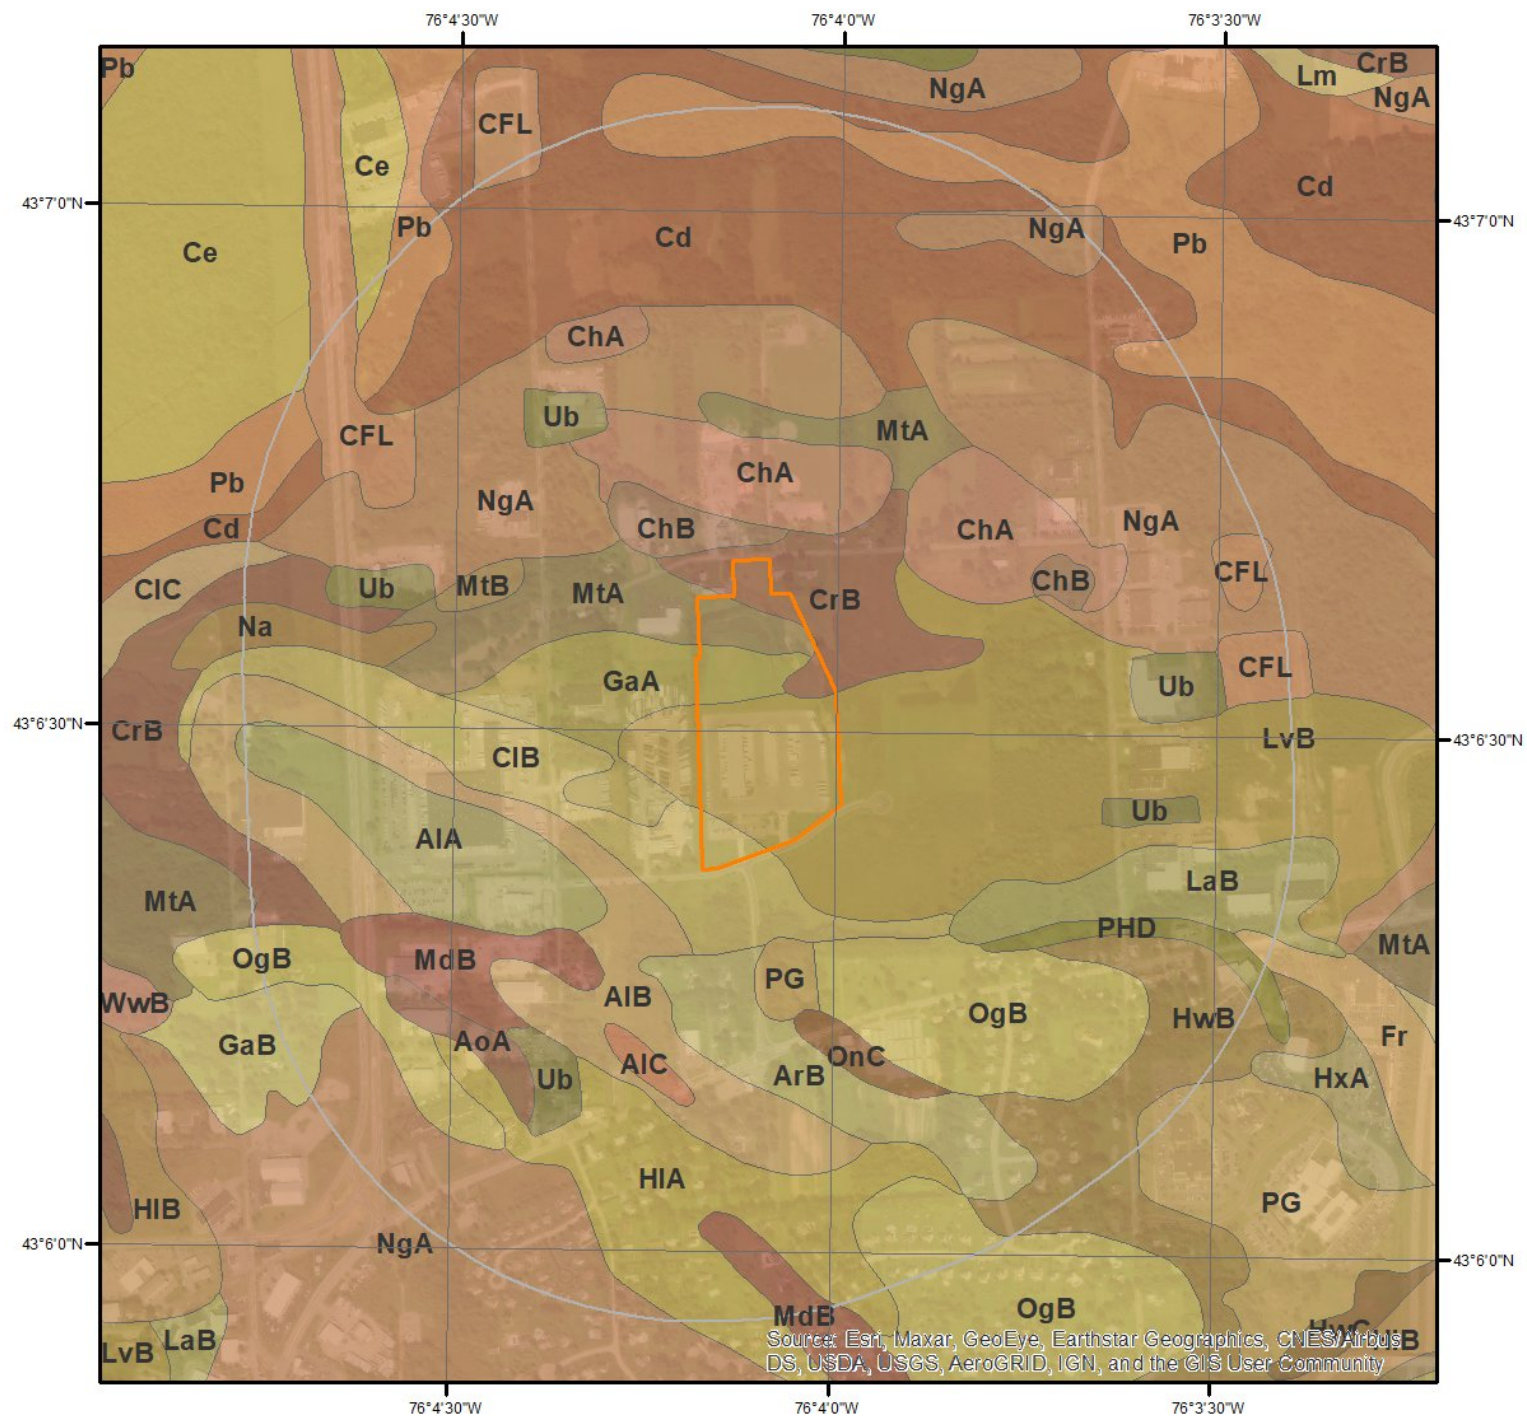 76°4'30"W 76°4'0"W 76°3'30"W
Pb
CrB
Lm
NgA
NgA
CFL
Ce
Cd
43°7'0"N
43°7'0"N
Pb
NgA
Cd
Pb
Ce
ChA
Ub
MtA
CFL
ChA
Pb
NgA
NgA
Cd
ChB
ChA
CFL
ChB
ClC
Ub
MtB
MtA
CrB
Na
CFL
GaA
Ub
43°6'30"N
CrB
LvB
43°6'30"N
ClB
Ub
AlA
LaB
MtA
PHD
MtA
OgB
MdB
PG
AlB
WwB
OgB
HwB
Fr
GaB
AoA
OnC
AlC
ArB
Ub
HxA
HlA
PG
HlB
43°6'0"N
NgA
43°6'0"N
OgB
MdB
LaB
HwC
HlB
LvB
Source: Esri, Maxar, GeoEye, Earthstar Geographics, CNES/Airbus
DS, USDA, USGS, AeroGRID, IGN, and the GIS User Community
76°4'30"W 76°4'0"W 76°3'30"W